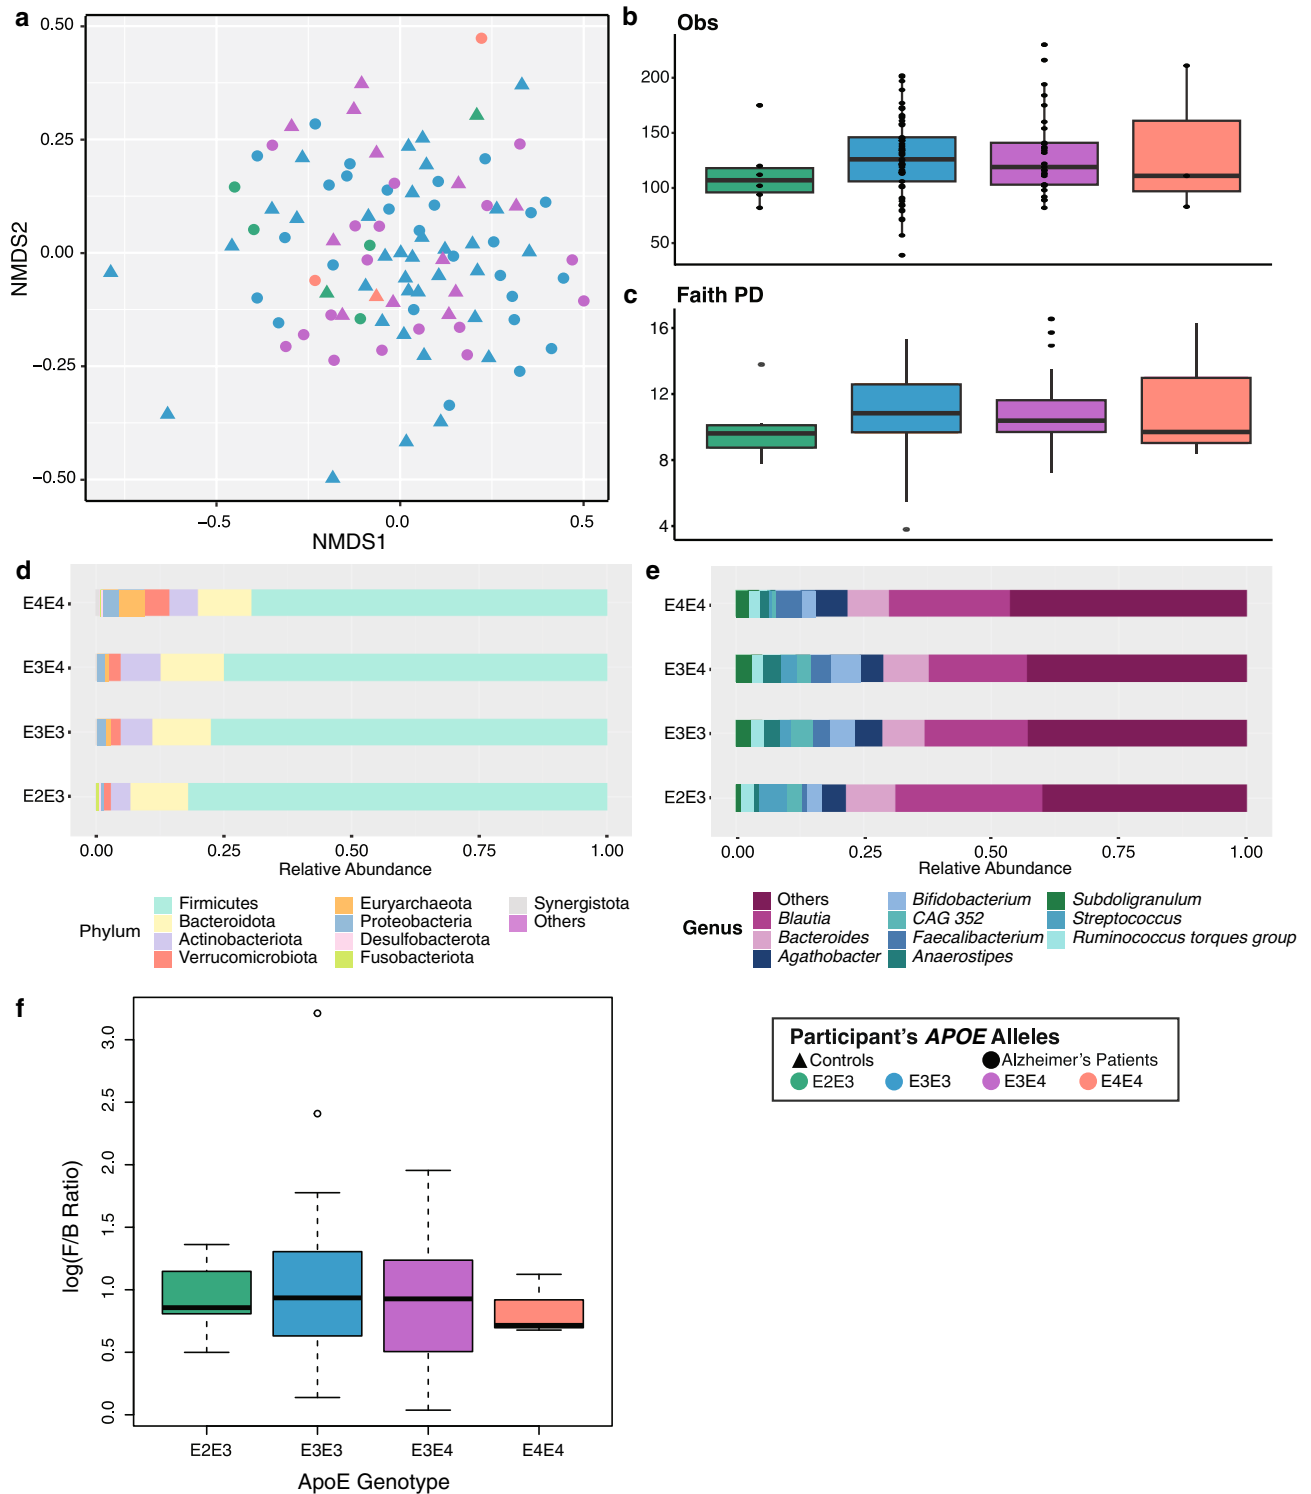 a
0.50
0.25
0.00
−0.25
−0.50
NMDS2
−0.5
0.0
0.5
NMDS1
b
Obs
200
150
100
50
c
Faith PD
16
12
8
4
d
E4E4
E3E4
E3E3
E2E3
0.00 0.25 0.50 0.75 1.00
Relative Abundance
Phylum
Firmicutes
Bacteroidota
Actinobacteriota
Verrucomicrobiota
Euryarchaeota
Proteobacteria
Desulfobacterota
Fusobacteriota
Synergistota
Others
e
E4E4
E3E4
E3E3
E2E3
0.00 0.25 0.50 0.75 1.00
Relative Abundance
Genus
Others
Blautia
Bacteroides
Agathobacter
Bifidobacterium
CAG 352
Faecalibacterium
Anaerostipes
Subdoligranulum
Streptococcus
Ruminococcus torques group
f
3.0
2.5
2.0
1.5
1.0
0.5
0.0
log(F/B Ratio)
E2E3 E3E3 E3E4 E4E4
ApoE Genotype
Participant's APOE Alleles
Controls Alzheimer's Patients
E2E3 E3E3 E3E4 E4E4